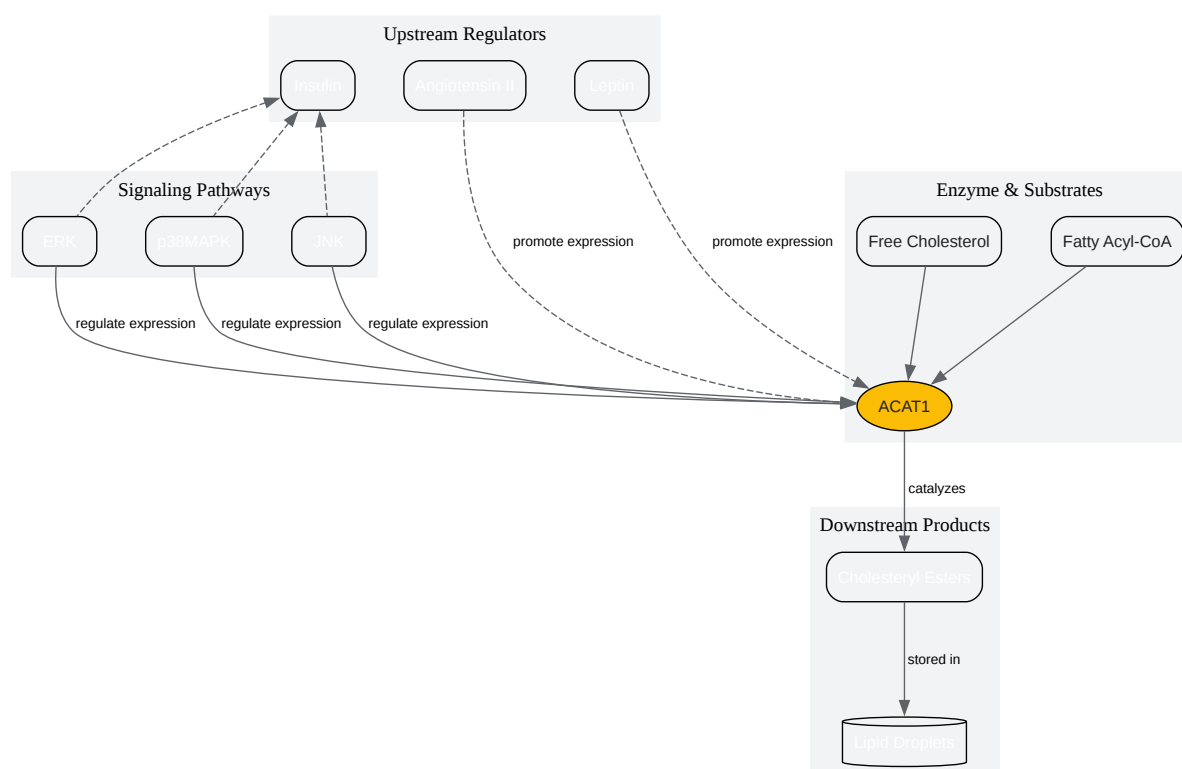 Upstream Regulators
Insulin
Angiotensin II
Leptin
Signaling Pathways
ERK
p38MAPK
JNK
Enzyme & Substrates
Free Cholesterol
Fatty Acyl-CoA
promote expression
promote expression
regulate expression
regulate expression
regulate expression
ACAT1
catalyzes
Downstream Products
Cholesteryl Esters
stored in
Lipid Droplets